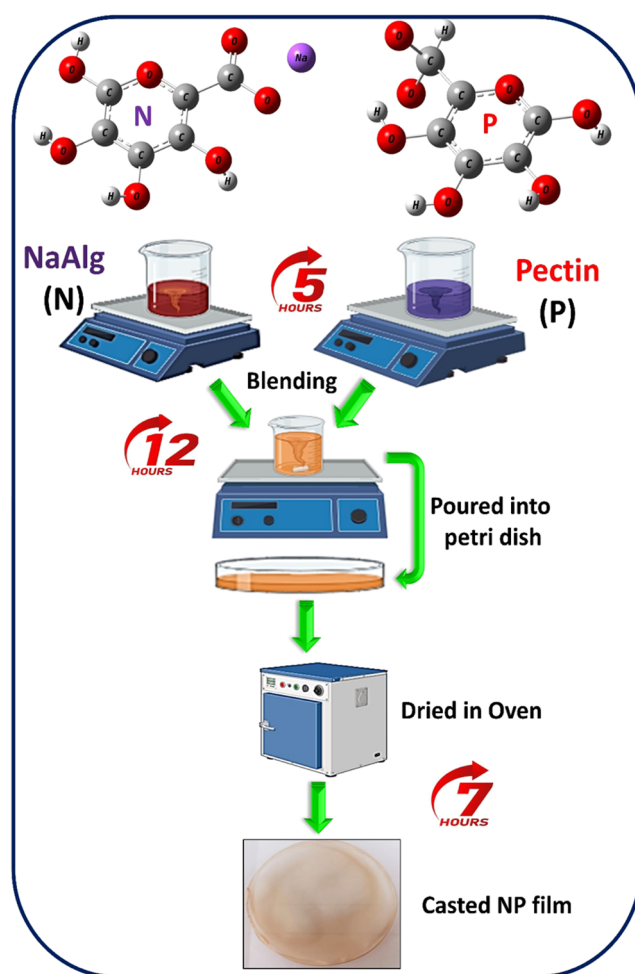 H
O
O
O
C
Na
C
C
O
N
H
O
C
C
C
O
H
O
O
H
O
H
C
O
C
O
H
O
P
C
O
H
C
C
C
O
H
O
H
NaAlg
(N)
5
HOURS
Pectin
(P)
Blending
12
HOURS
Poured into
petri dish
Dried in Oven
7
HOURS
Casted NP film